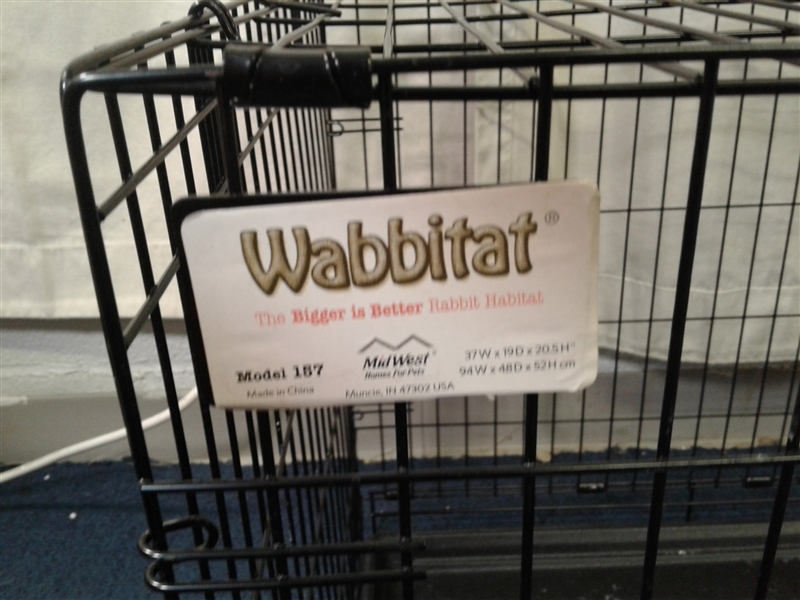 Wabbitat®
The Bigger is Better Rabbit Habitat
Model 157
Made in China
MidWest®
Homes For Pets
Muncie, IN 47302 USA
37W x 19D x 20.5H"
94W x 48D x 52H cm